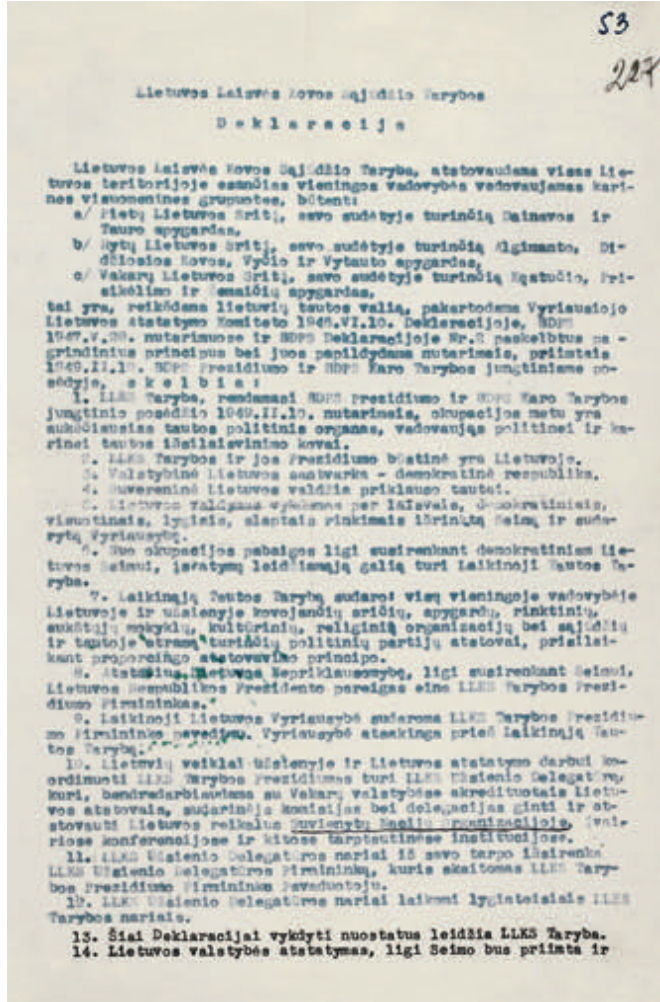 53
227
Lietuvos Laisvės Kovos Sąjūdžio Tarybos
Deklaracija
Lietuvos Laisvės Kovos Sąjūdžio Taryba, atstovaudama visas Lie-
tuvos teritorijoje esančias vieningos vadovybės vadovaujamas kari-
nes visuomenines grupuotes, būtent:
a/ Pietų Lietuvos Sritį, savo sudėtyje turinčią Dainavos ir
Tauro apygardas,
b/ Rytų Lietuvos Sritį, savo sudėtyje turinčią Algimanto, Di-
džiosios Kovos, Vyčio ir Vytauto apygardas,
c/ Vakarų Lietuvos Sritį, savo sudėtyje turinčią Kęstučio, Pri-
sikėlimo ir Žemaičių apygardas,
tai yra, reikšdama lietuvių tautos valią, pakartodama Vyriausiojo
Lietuvos Atstatymo Komiteto 1946.VI.10. Deklaracijoje, BDPS
1947.V.28. nutarimuose ir BDPS Deklaracijoje Nr.2 paskelbtus pa -
grindinius principus bei juos papildydama nutarimais, priimtais
1949.II.10. BDPS Prezidiumo ir BDPS Karo Tarybos jungtiniame po-
sėdyje, skelbia:
1. LLKS Taryba, remdamasi BDPS Prezidiumo ir BDPS Karo Tarybos
jungtinio posėdžio 1949.II.10. nutarimais, okupacijos metu yra
aukščiausias tautos politinis organas, vadovaująs politinei ir ka-
rinei tautos išsilaisvinimo kovai.
2. LLKS Tarybos ir jos Prezidiumo būstinė yra Lietuvoje.
3. Valstybinė Lietuvos santvarka - demokratinė respublika.
4. Suvereninė Lietuvos valdžia priklauso tautai.
5. Lietuvos valdymas vykdomas per laisvais, demokratiniais,
visuotinais, lygiais, slaptais rinkimais išrinktą Seimą ir suda-
rytą Vyriausybę.
6. Nuo okupacijos pabaigos ligi susirenkant demokratiniam Lie-
tuvos Seimui, įstatymų leidžiamąją galią turi Laikinoji Tautos Ta-
ryba.
7. Laikinąją Tautos Tarybą sudaro: visų vieningoje vadovybėje
Lietuvoje ir užsienyje kovojančių sričių, apygardų, rinktinių,
aukštųjų mokyklų, kultūrinių, religinių organizacijų bei sąjūdžių
ir tautoje atramą turinčių politinių partijų atstovai, prisilai-
kant proporcingo atstovavimo principo.
8. Atstačius Lietuvos Nepriklausomybę, ligi susirenkant Seimui,
Lietuvos Respublikos Prezidento pareigas eina LLKS Tarybos Prezi-
diumo Pirmininkas.
9. Laikinoji Lietuvos Vyriausybė sudaroma LLKS Tarybos Prezidiu-
mo Pirmininko pavedimu. Vyriausybė atsakinga prieš Laikinąją Tau-
tos Tarybą.
10. Lietuvių veiklai užsienyje ir Lietuvos atstatymo darbui ko-
ordinuoti LLKS Tarybos Prezidiumas turi LLKS Užsienio Delegatūrą,
kuri, bendradarbiaudama su Vakarų valstybėse akredituotais Lietu-
vos atstovais, sudarinėja komisijas bei delegacijas ginti ir at-
stovauti Lietuvos reikalus Suvienytų Nacijų Organizacijoje, įvai-
riose konferencijose ir kitose tarptautinėse institucijose.
11. LLKS Užsienio Delegatūros nariai iš savo tarpo išsirenka
LLKS Užsienio Delegatūros Pirmininką, kuris skaitomas LLKS Tary-
bos Prezidiumo Pirmininko Pavaduotoju.
12. LLKS Užsienio Delegatūros nariai laikomi lygiateisiais LLKS
Tarybos nariais.
13. Šiai Deklaracijai vykdyti nuostatus leidžia LLKS Taryba.
14. Lietuvos valstybės atstatymas, ligi Seimo bus priimta ir